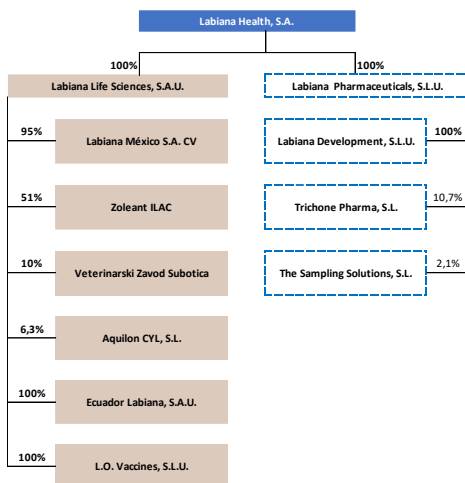 Labiana Health, S.A.
100%
100%
Labiana Life Sciences, S.A.U.
Labiana Pharmaceuticals, S.L.U.
95%
Labiana México S.A. CV
Labiana Development, S.L.U.
100%
51%
Zoleant ILAC
Trichone Pharma, S.L.
10,7%
10%
Veterinarski Zavod Subotica
The Sampling Solutions, S.L.
2,1%
6,3%
Aquilon CYL, S.L.
100%
Ecuador Labiana, S.A.U.
100%
L.O. Vaccines, S.L.U.